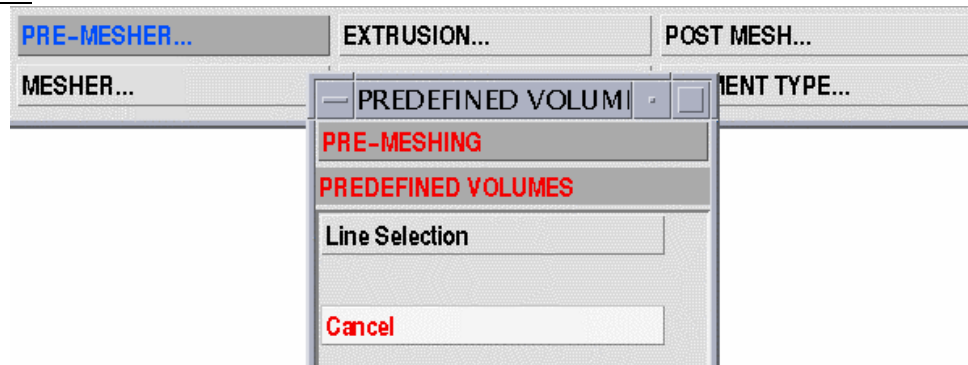 PRE-MESHER... EXTRUSION... POST MESH...
MESHER... MENT TYPE...
PREDEFINED VOLUM
PRE-MESHING
PREDEFINED VOLUMES
Line Selection
Cancel